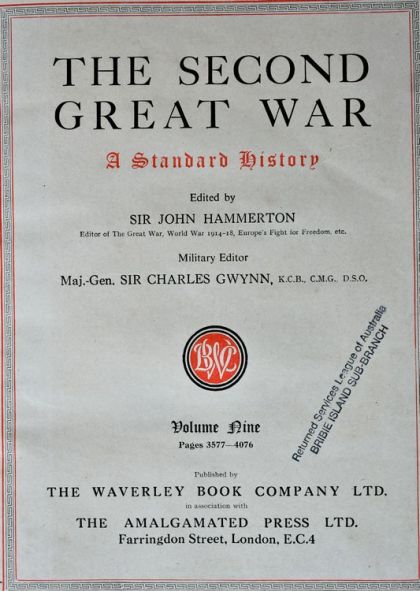 THE SECOND
GREAT WAR
A Standard History
Edited by
SIR JOHN HAMMERTON
Editor of The Great War, World War 1914–18, Europe's Fight for Freedom, etc.
Military Editor
Maj.-Gen. SIR CHARLES GWYNN, K.C.B., C.M.G., D.S.O.
WBC
Returned Services League of Australia
BRIBIE ISLAND SUB-BRANCH
Volume Nine
Pages 3577—4076
Published by
THE WAVERLEY BOOK COMPANY LTD.
in association with
THE AMALGAMATED PRESS LTD.
Farringdon Street, London, E.C.4